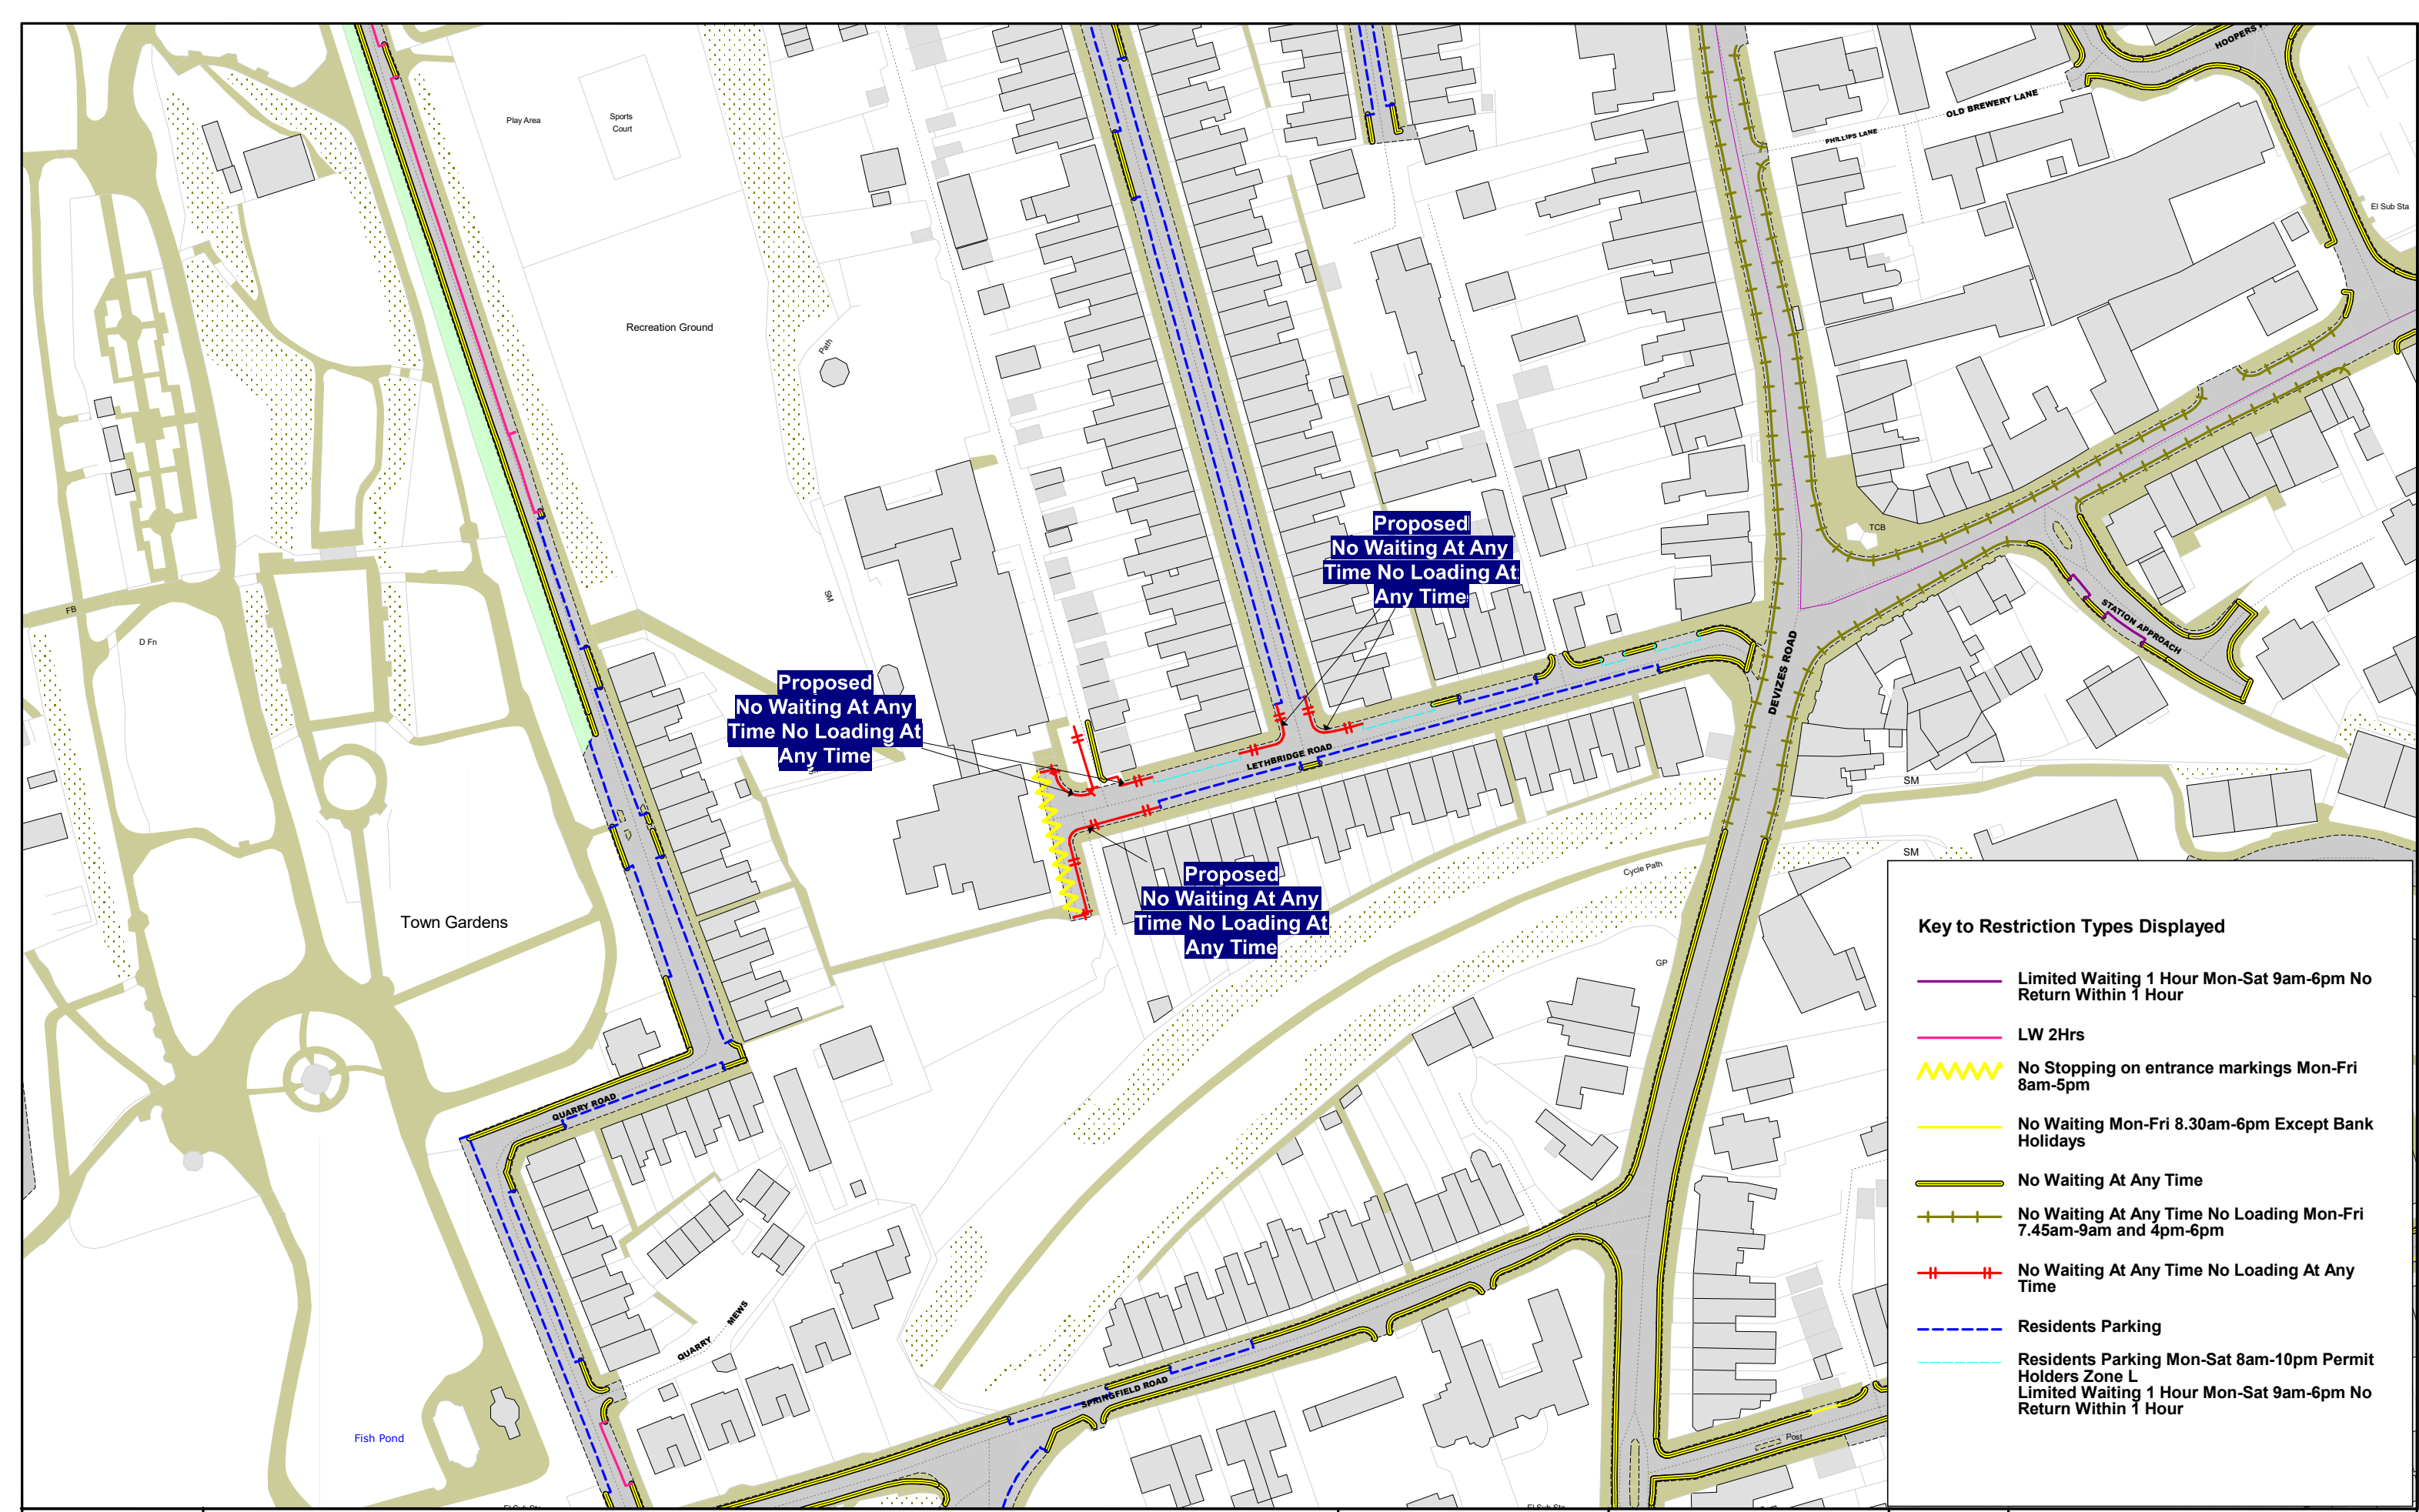 HOOPERS
OLD BREWERY LANE
PHILLIPS LANE
Play Area
Sports
Court
El Sub Sta
Recreation Ground
Path
TCB
Proposed
No Waiting At Any
Time No Loading At
Any Time
SM
FB
D Fn
STATION APPROACH
DEVIZES ROAD
Proposed
No Waiting At Any
Time No Loading At
Any Time
LETHBRIDGE ROAD
SM
SM
Cycle Path
Proposed
No Waiting At Any
Time No Loading At
Any Time
Town Gardens
GP
QUARRY ROAD
QUARRY MEWS
SPRINGFIELD ROAD
Fish Pond
Post
El Sub Sta
El Sub Sta
Key to Restriction Types Displayed
Limited Waiting 1 Hour Mon-Sat 9am-6pm No
Return Within 1 Hour
LW 2Hrs
No Stopping on entrance markings Mon-Fri
8am-5pm
No Waiting Mon-Fri 8.30am-6pm Except Bank
Holidays
No Waiting At Any Time
No Waiting At Any Time No Loading Mon-Fri
7.45am-9am and 4pm-6pm
No Waiting At Any Time No Loading At Any
Time
Residents Parking
Residents Parking Mon-Sat 8am-10pm Permit
Holders Zone L
Limited Waiting 1 Hour Mon-Sat 9am-6pm No
Return Within 1 Hour